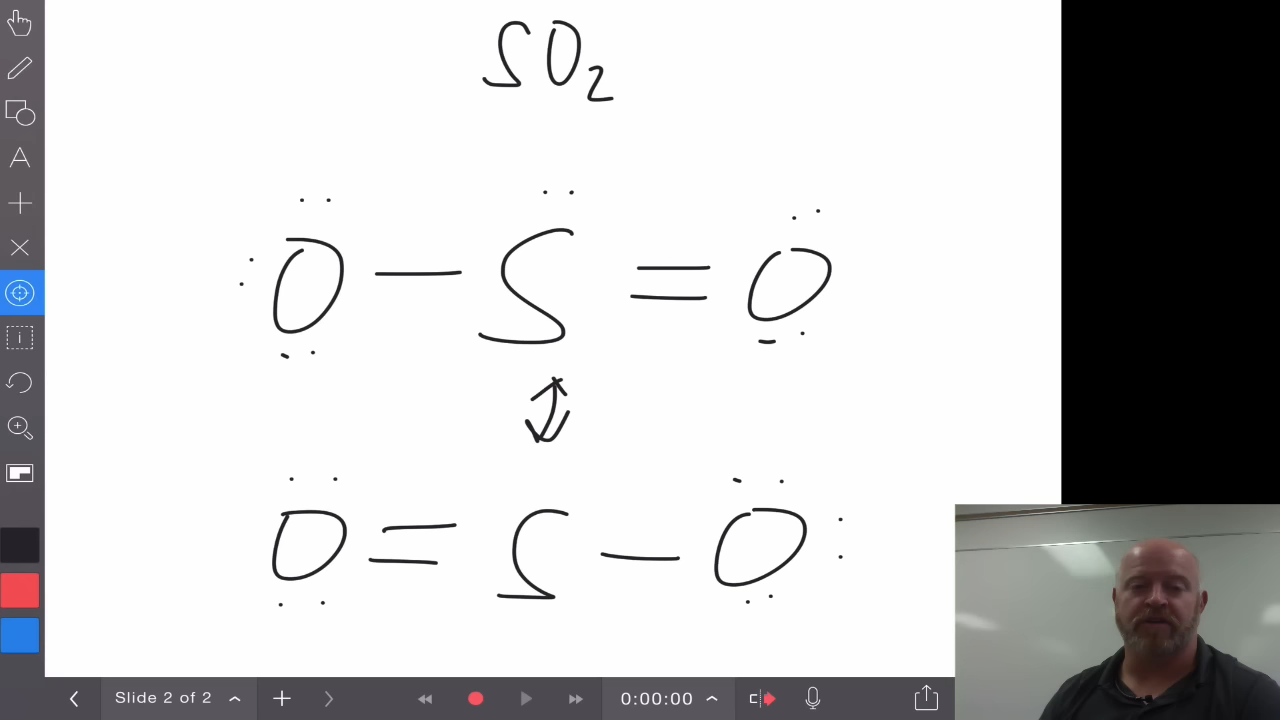 SO₂
O — S = O
O = S — O
A
i
Slide 2 of 2
0:00:00